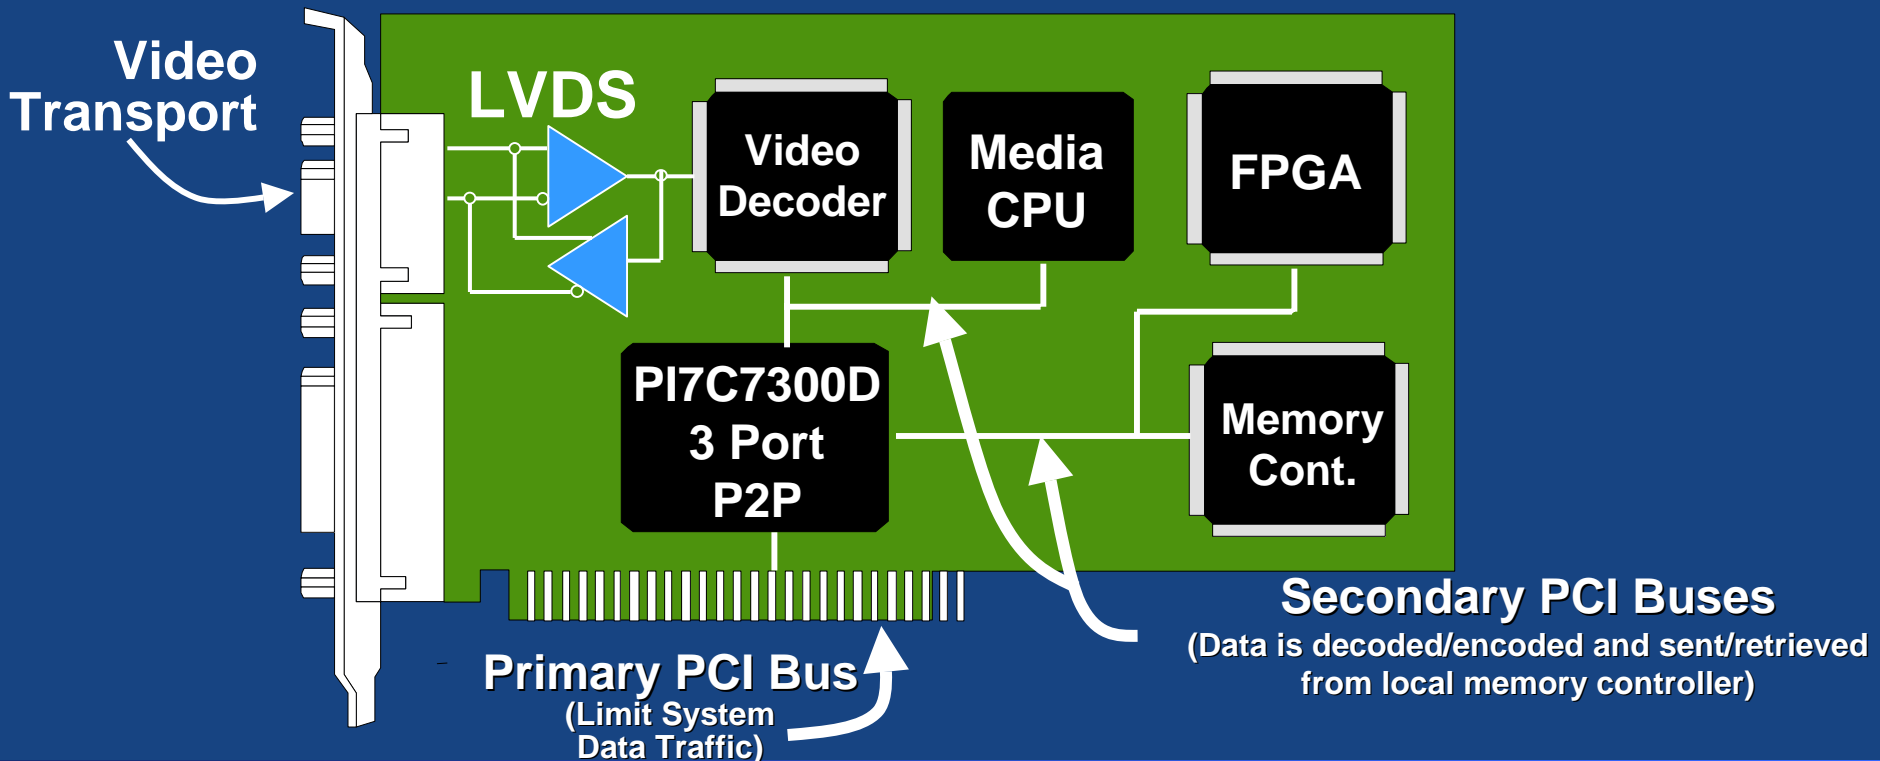 Video
Transport
LVDS
Video
Decoder
Media
CPU
FPGA
PI7C7300D
3 Port
P2P
Memory
Cont.
Secondary PCI Buses
(Data is decoded/encoded and sent/retrieved
from local memory controller)
Primary PCI Bus
(Limit System
Data Traffic)